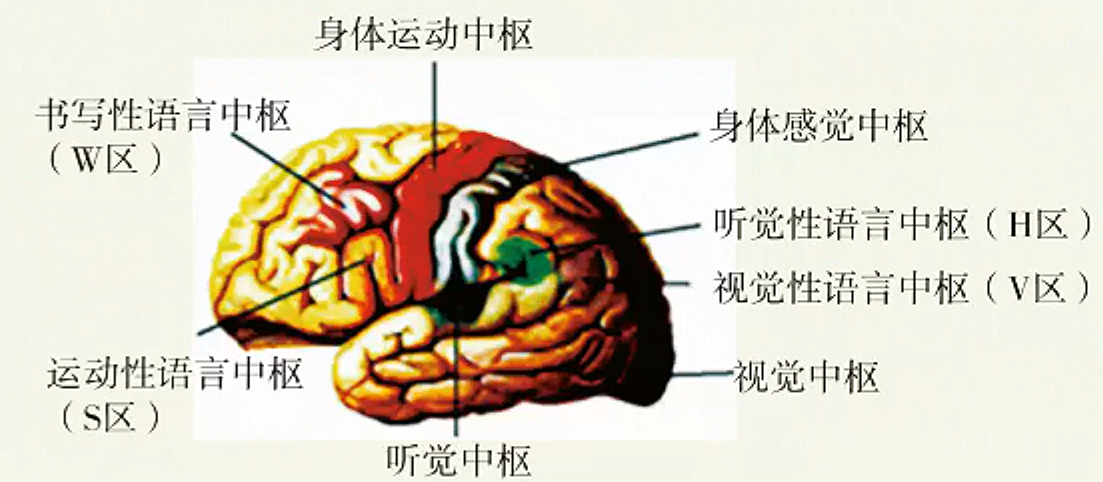 身体运动中枢
书写性语言中枢
（W区）
身体感觉中枢
听觉性语言中枢（H区）
视觉性语言中枢（V区）
运动性语言中枢
（S区）
视觉中枢
听觉中枢